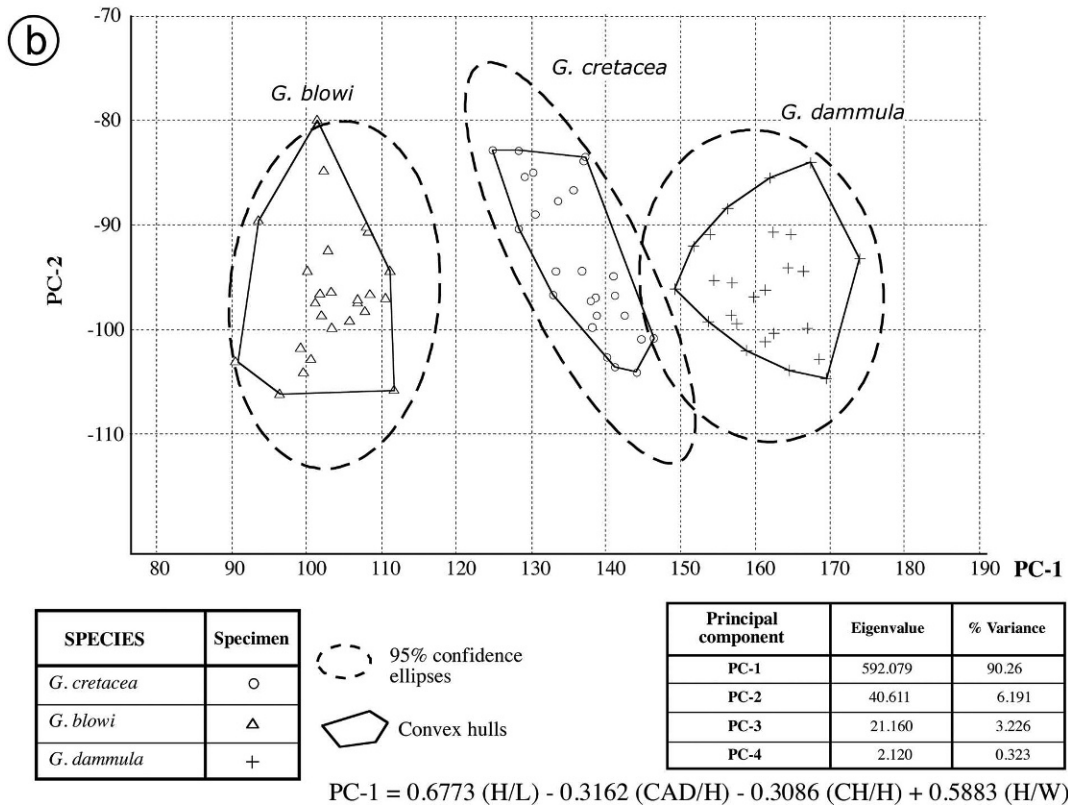 b
-70
-80
-90
-100
-110
PC-2
G. blowi
G. cretacea
G. dammula
80 90 100 110 120 130 140 150 160 170 180 190
PC-1
SPECIES Specimen
G. cretacea ○
G. blowi △
G. dammula +
95% confidence
ellipses
Convex hulls
Principal
component Eigenvalue % Variance
PC-1 592.079 90.26
PC-2 40.611 6.191
PC-3 21.160 3.226
PC-4 2.120 0.323
PC-1 = 0.6773 (H/L) - 0.3162 (CAD/H) - 0.3086 (CH/H) + 0.5883 (H/W)